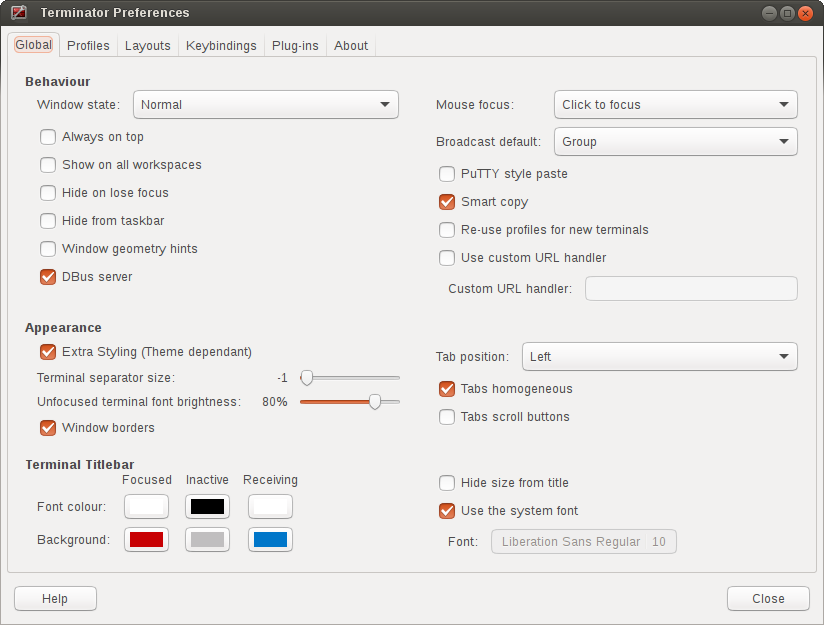 Terminator Preferences
Global Profiles Layouts Keybindings Plug-ins About
Behaviour
Window state: Normal
Always on top
Show on all workspaces
Hide on lose focus
Hide from taskbar
Window geometry hints
DBus server
Mouse focus: Click to focus
Broadcast default: Group
PuTTY style paste
Smart copy
Re-use profiles for new terminals
Use custom URL handler
Custom URL handler:
Appearance
Extra Styling (Theme dependant)
Terminal separator size: -1
Unfocused terminal font brightness: 80%
Window borders
Tab position: Left
Tabs homogeneous
Tabs scroll buttons
Terminal Titlebar
Focused Inactive Receiving
Font colour:
Background:
Hide size from title
Use the system font
Font: Liberation Sans Regular 10
Help Close